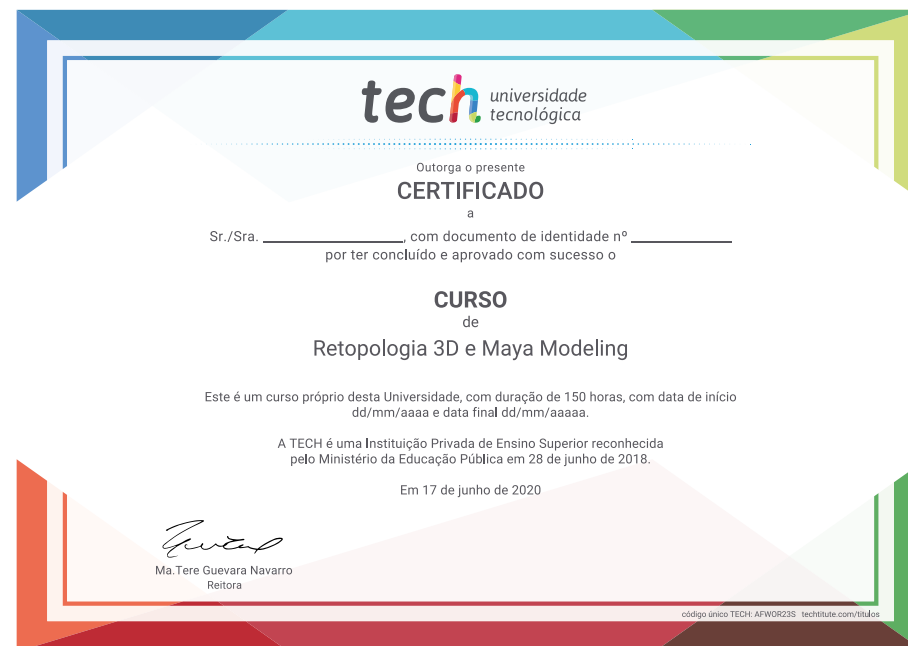 tech universidade
tecnológica
Outorga o presente
CERTIFICADO
a
Sr./Sra. ________________, com documento de identidade nº ____________
por ter concluído e aprovado com sucesso o
CURSO
de
Retopologia 3D e Maya Modeling
Este é um curso próprio desta Universidade, com duração de 150 horas, com data de início
dd/mm/aaaa e data final dd/mm/aaaaa.
A TECH é uma Instituição Privada de Ensino Superior reconhecida
pelo Ministério da Educação Pública em 28 de junho de 2018.
Em 17 de junho de 2020
Ma.Tere Guevara Navarro
Reitora
código único TECH: AFWOR23S techtitute.com/titulos